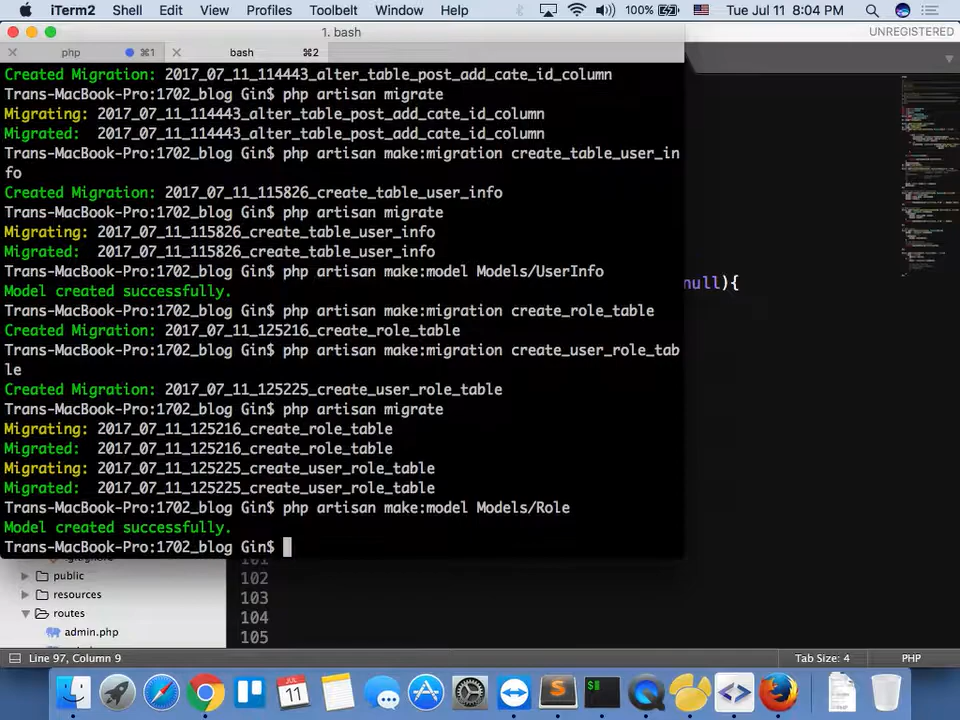 iTerm2 Shell Edit View Profiles Toolbelt Window Help 100% Tue Jul 11 8:04 PM
1. bash
UNREGISTERED
php ⌘1 bash ⌘2
Created Migration: 2017_07_11_114443_alter_table_post_add_cate_id_column
Trans-MacBook-Pro:1702_blog Gin$ php artisan migrate
Migrating: 2017_07_11_114443_alter_table_post_add_cate_id_column
Migrated:  2017_07_11_114443_alter_table_post_add_cate_id_column
Trans-MacBook-Pro:1702_blog Gin$ php artisan make:migration create_table_user_in
fo
Created Migration: 2017_07_11_115826_create_table_user_info
Trans-MacBook-Pro:1702_blog Gin$ php artisan migrate
Migrating: 2017_07_11_115826_create_table_user_info
Migrated:  2017_07_11_115826_create_table_user_info
Trans-MacBook-Pro:1702_blog Gin$ php artisan make:model Models/UserInfo
null){
Model created successfully.
Trans-MacBook-Pro:1702_blog Gin$ php artisan make:migration create_role_table
Created Migration: 2017_07_11_125216_create_role_table
Trans-MacBook-Pro:1702_blog Gin$ php artisan make:migration create_user_role_tab
le
Created Migration: 2017_07_11_125225_create_user_role_table
Trans-MacBook-Pro:1702_blog Gin$ php artisan migrate
Migrating: 2017_07_11_125216_create_role_table
Migrated:  2017_07_11_125216_create_role_table
Migrating: 2017_07_11_125225_create_user_role_table
Migrated:  2017_07_11_125225_create_user_role_table
Trans-MacBook-Pro:1702_blog Gin$ php artisan make:model Models/Role
Model created successfully.
Trans-MacBook-Pro:1702_blog Gin$
101
public
102
resources
103
routes
104
admin.php
105
Line 97, Column 9
Tab Size: 4
PHP
JUL
11